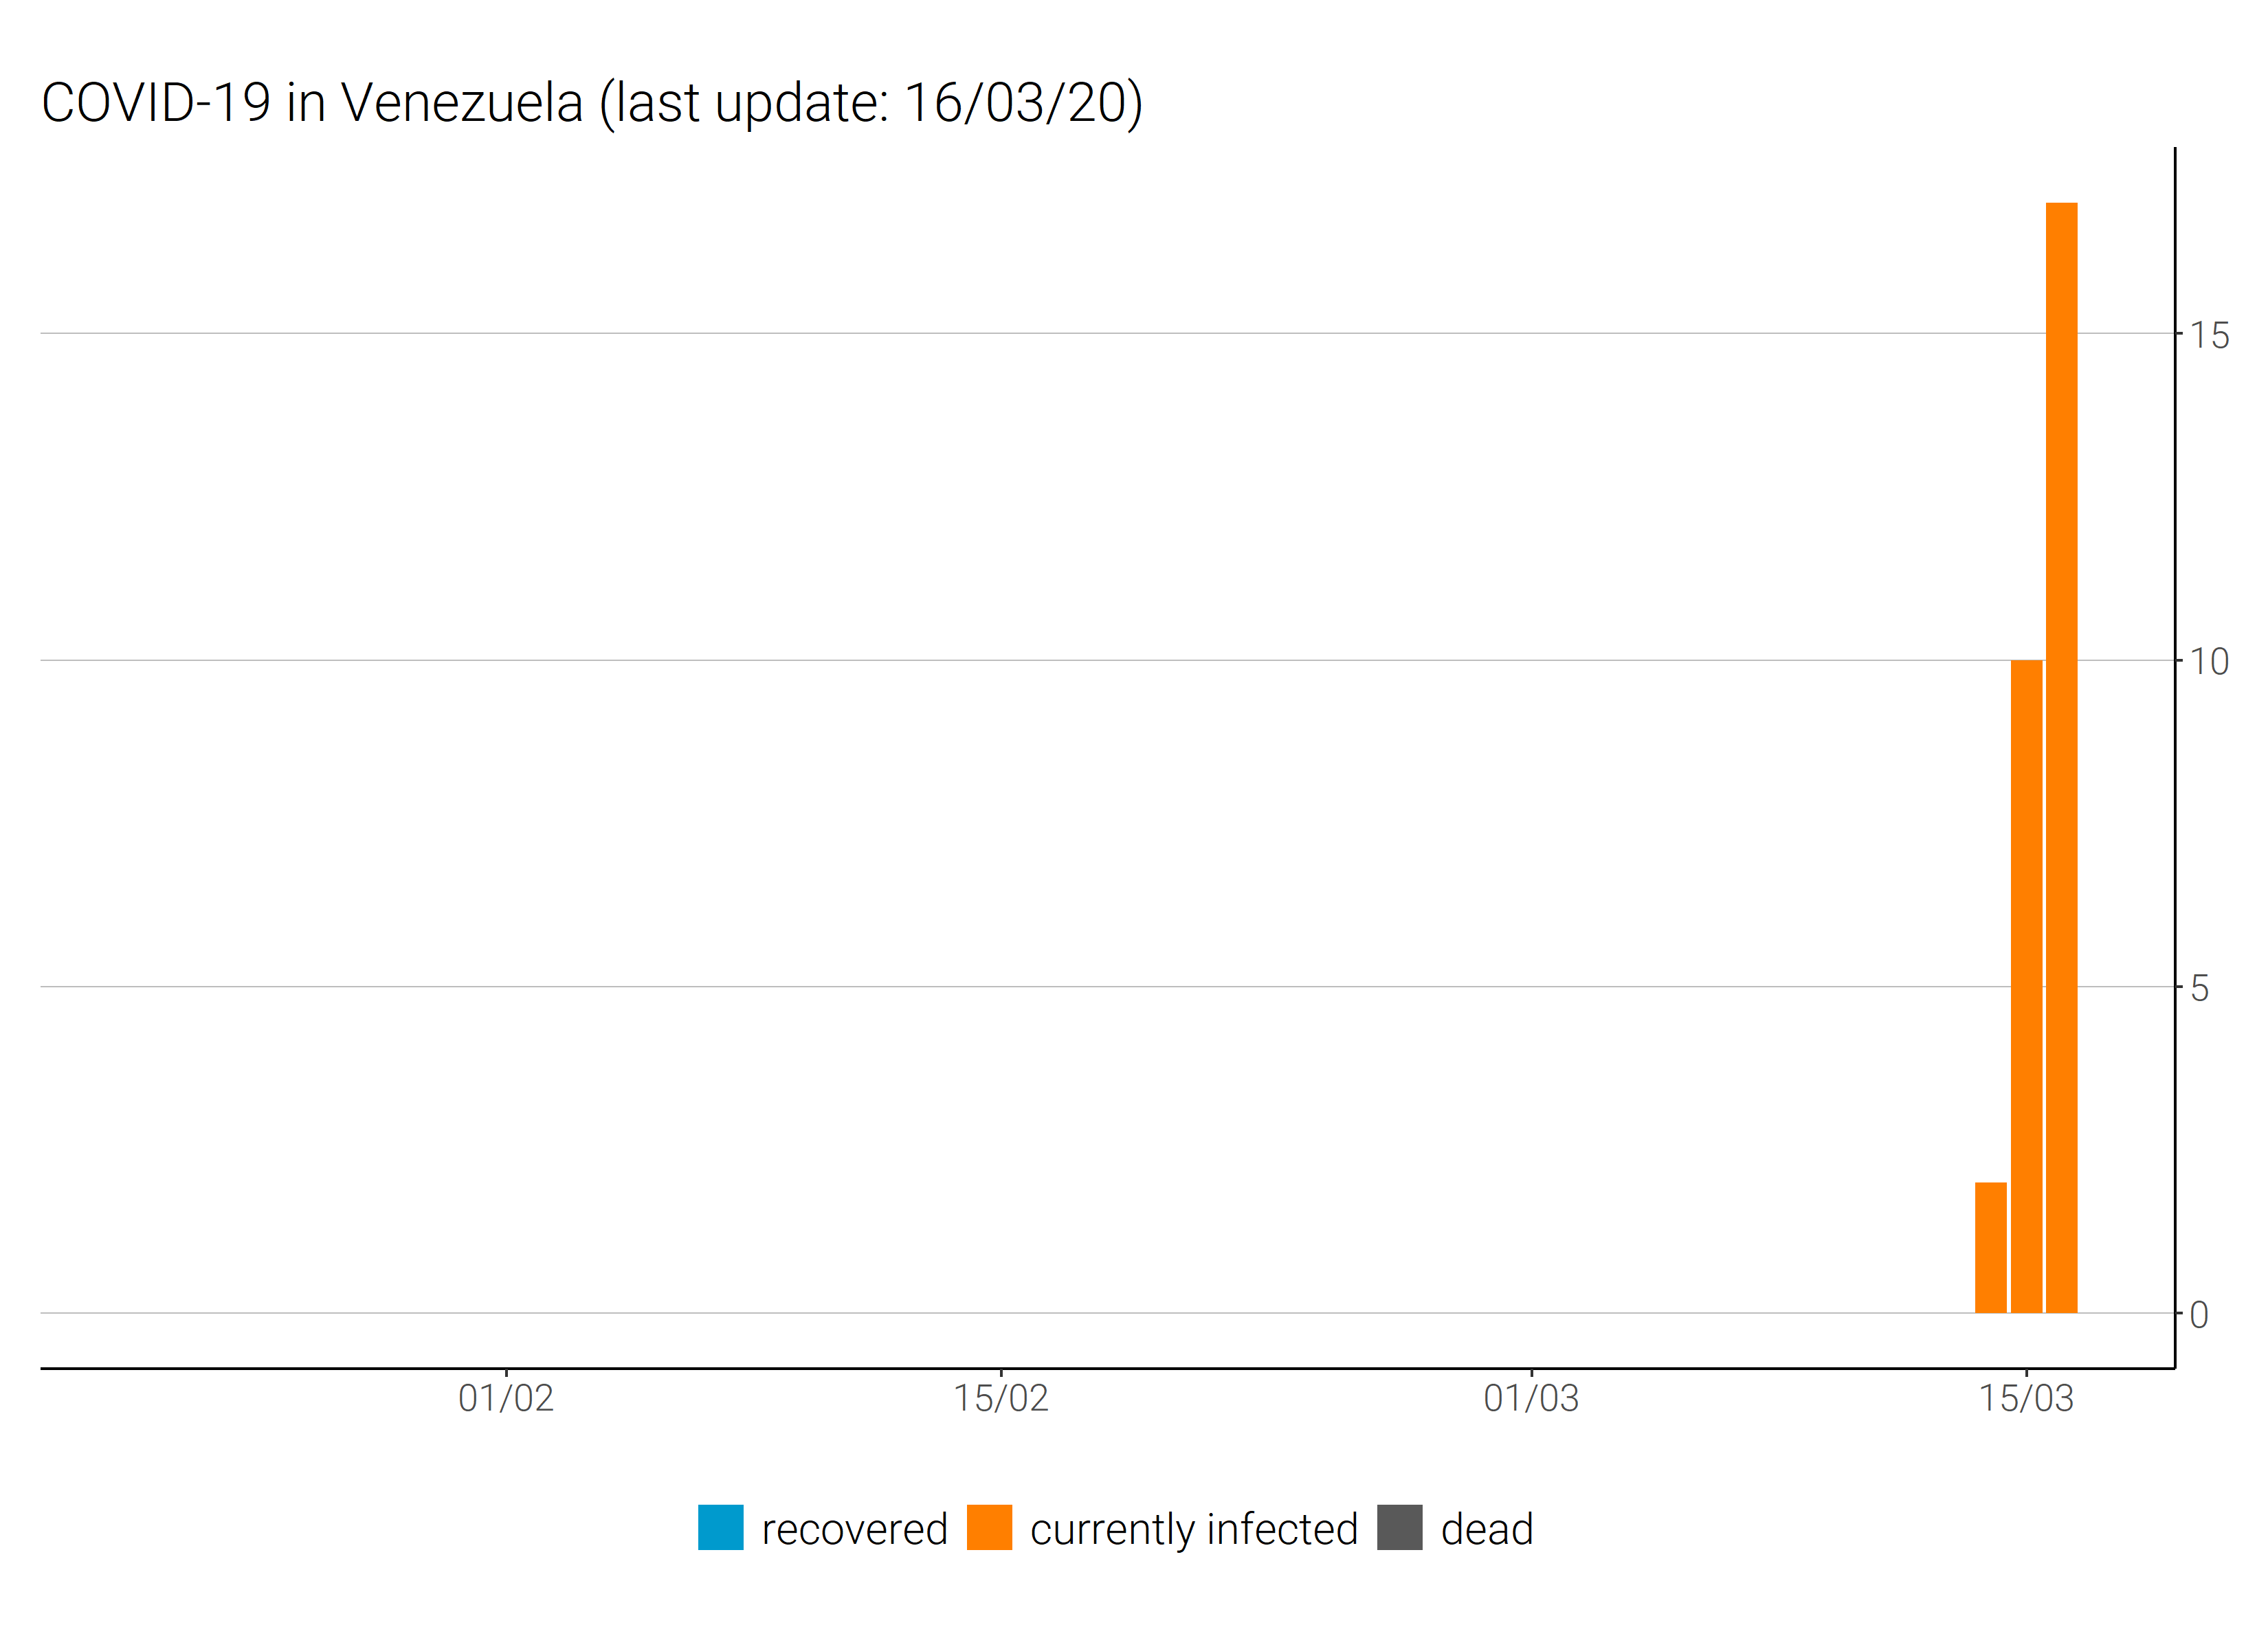 COVID-19 in Venezuela (last update: 16/03/20)
15
10
5
0
01/02 15/02 01/03 15/03
recovered currently infected dead